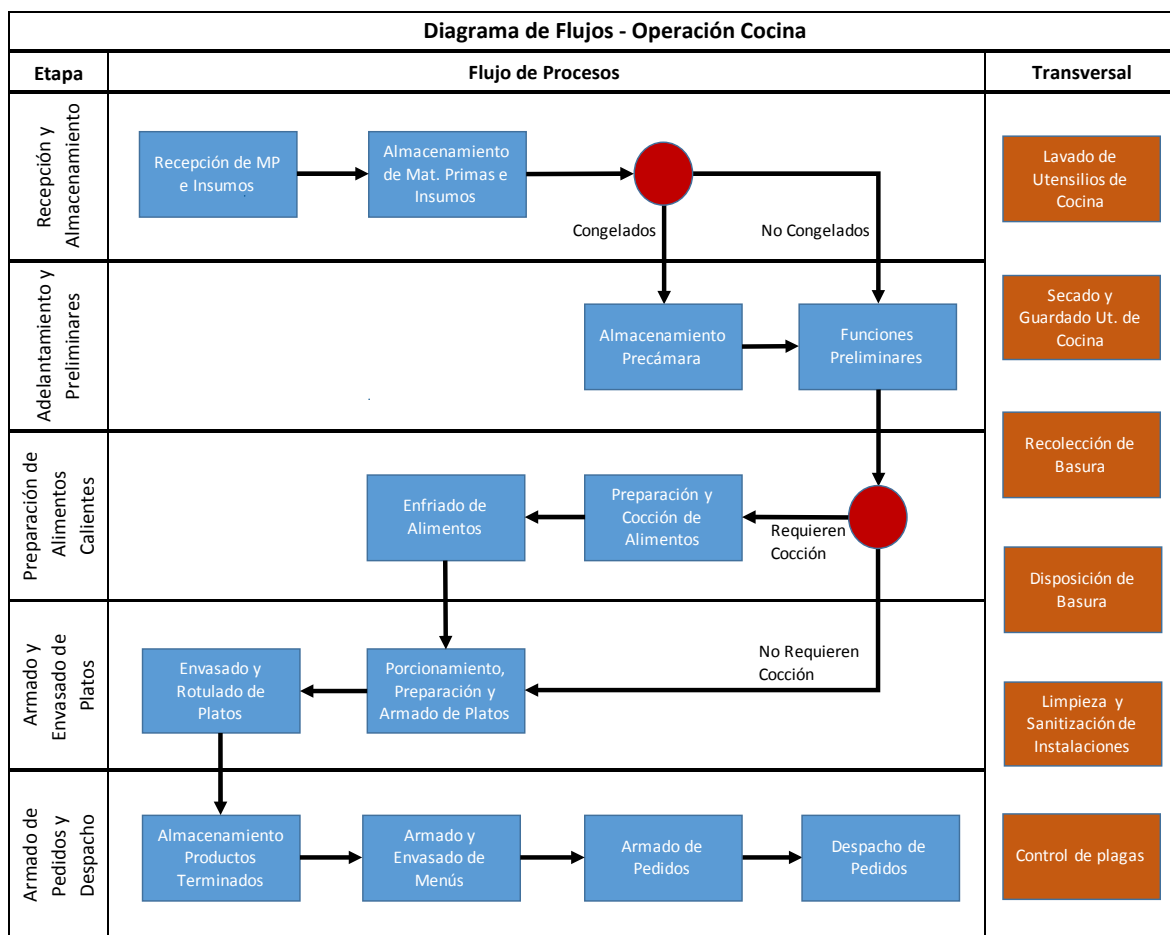 Diagrama de Flujos - Operación Cocina
Etapa
Flujo de Procesos
Transversal
Recepción y
Almacenamiento
Recepción de MP
e Insumos
Almacenamiento
de Mat. Primas e
Insumos
Congelados
No Congelados
Lavado de
Utensilios de
Cocina
Adelantamiento y
Preliminares
Almacenamiento
Precámara
Funciones
Preliminares
Secado y
Guardado Ut. de
Cocina
Preparación de
Alimentos
Calientes
Enfriado de
Alimentos
Preparación y
Cocción de
Alimentos
Requieren
Cocción
Recolección de
Basura
Disposición de
Basura
Armado y
Envasado de
Platos
Envasado y
Rotulado de
Platos
Porcionamiento,
Preparación y
Armado de Platos
No Requieren
Cocción
Limpieza y
Sanitización de
Instalaciones
Armado de
Pedidos y
Despacho
Almacenamiento
Productos
Terminados
Armado y
Envasado de
Menús
Armado de
Pedidos
Despacho de
Pedidos
Control de plagas